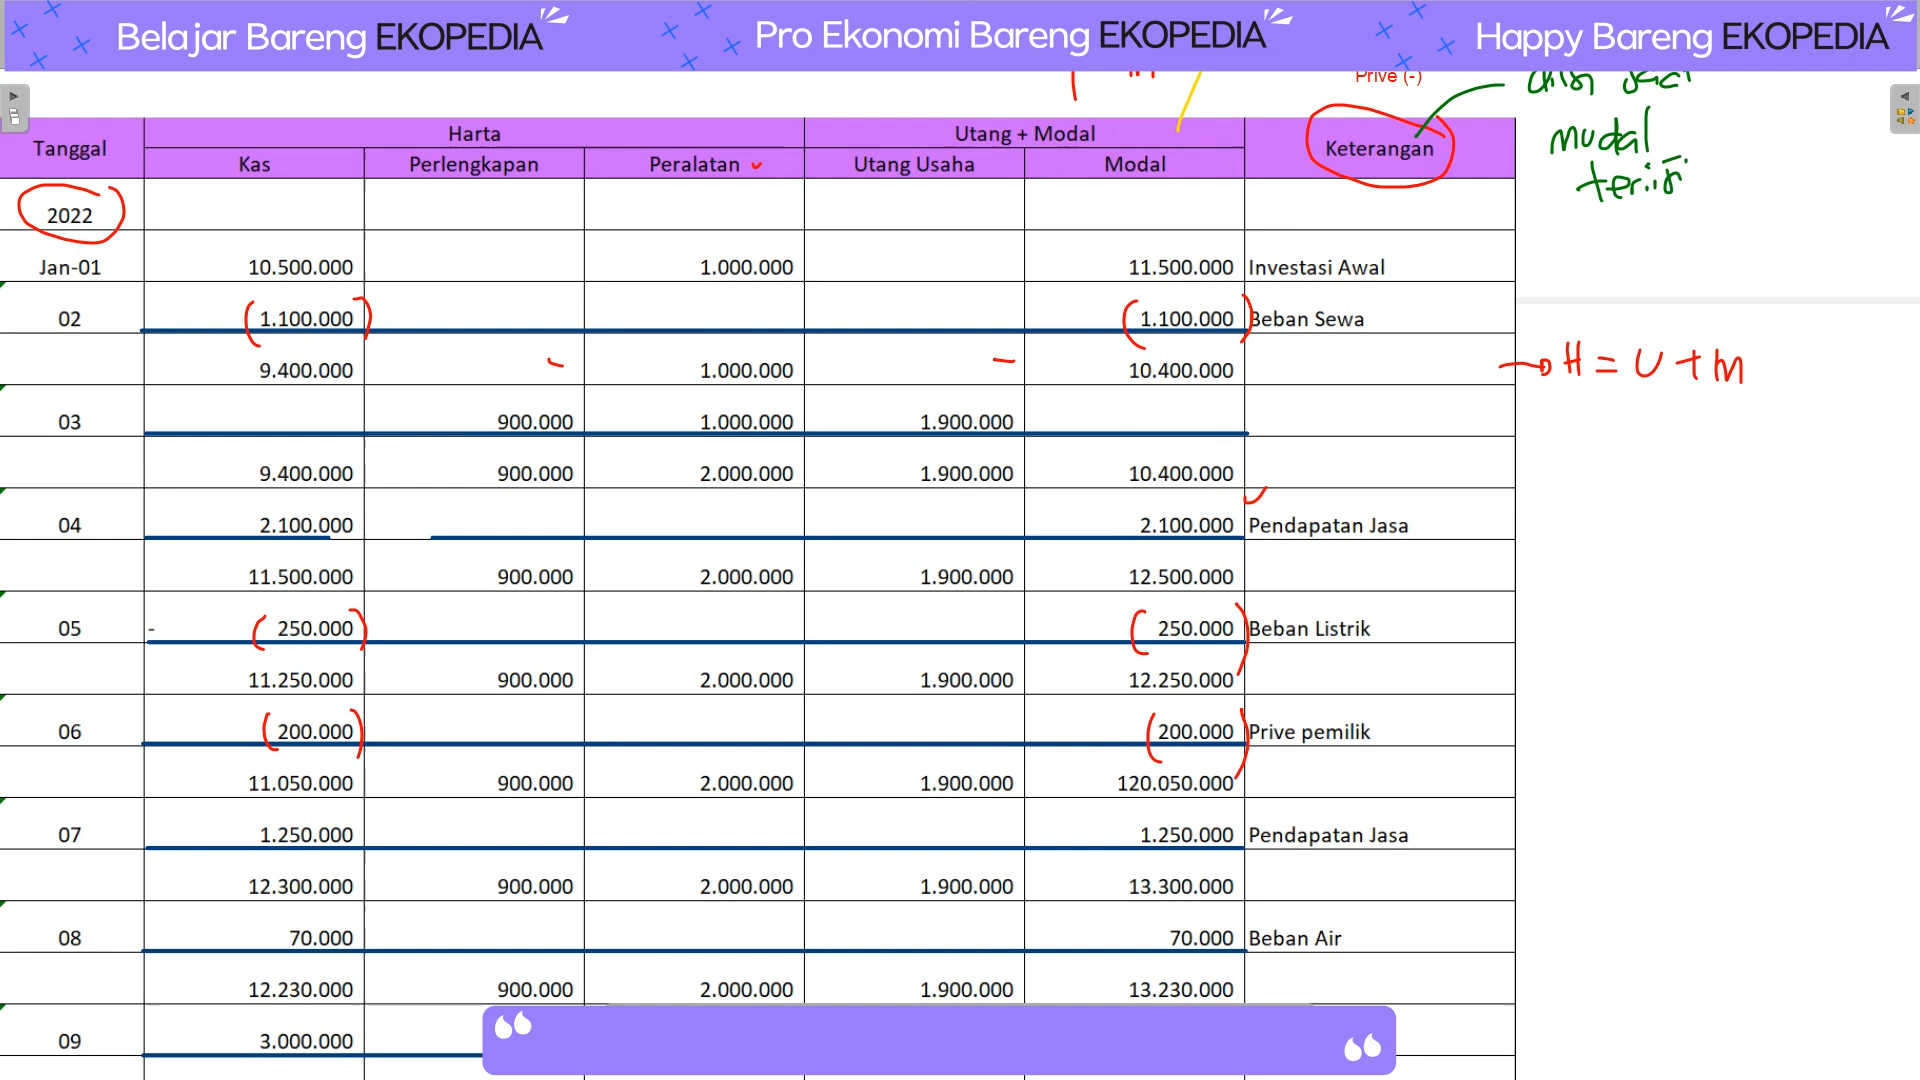 Belajar Bareng EKOPEDIA Pro Ekonomi Bareng EKOPEDIA Happy Bareng EKOPEDIA
Prive (-)
modal
Tanggal Harta Utang + Modal Keterangan
Kas Perlengkapan Peralatan Utang Usaha Modal
2022
Jan-01 10.500.000 1.000.000 11.500.000 Investasi Awal
02 (1.100.000) (1.100.000) Beban Sewa
9.400.000 - 1.000.000 - 10.400.000 H = U + M
03 900.000 1.000.000 1.900.000
9.400.000 900.000 2.000.000 1.900.000 10.400.000
04 2.100.000 2.100.000 Pendapatan Jasa
11.500.000 900.000 2.000.000 1.900.000 12.500.000
05 - (250.000) (250.000) Beban Listrik
11.250.000 900.000 2.000.000 1.900.000 12.250.000
06 (200.000) (200.000) Prive pemilik
11.050.000 900.000 2.000.000 1.900.000 120.050.000
07 1.250.000 1.250.000 Pendapatan Jasa
12.300.000 900.000 2.000.000 1.900.000 13.300.000
08 70.000 70.000 Beban Air
12.230.000 900.000 2.000.000 1.900.000 13.230.000
09 3.000.000